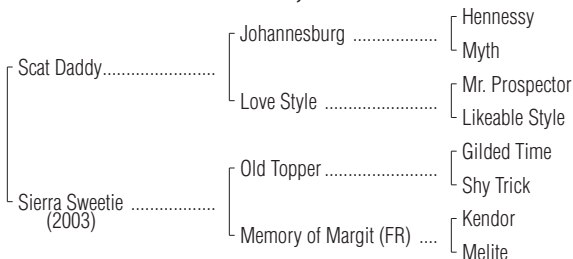 Hennessy
Johannesburg ..................
Myth
Scat Daddy........................
Mr. Prospector
Love Style ........................
Likeable Style
Gilded Time
Old Topper........................
Shy Trick
Sierra Sweetie ..................
(2003)
Kendor
Memory of Margit (FR) ....
Melite